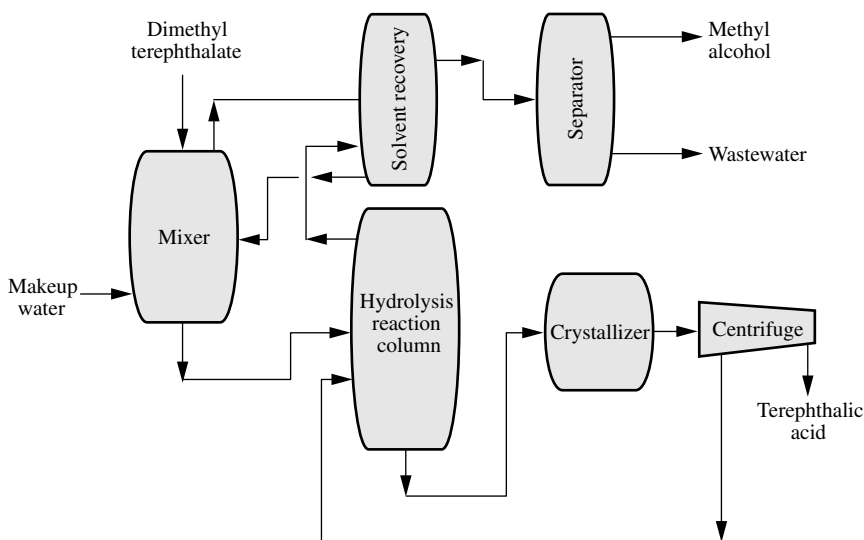 Dimethyl
terephthalate
Solvent recovery
Separator
Methyl
alcohol
Wastewater
Mixer
Makeup
water
Hydrolysis
reaction
column
Crystallizer
Centrifuge
Terephthalic
acid